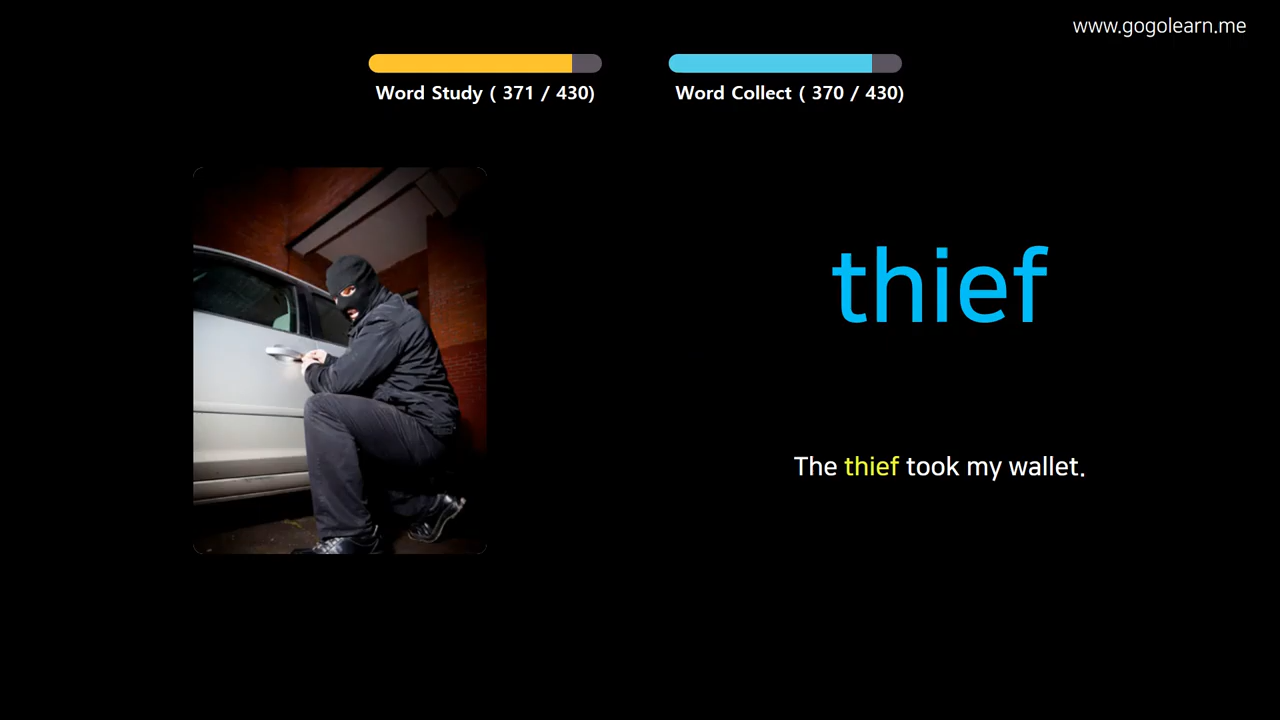 www.gogolearn.me
Word Study ( 371 / 430)
Word Collect ( 370 / 430)
thief
The thief took my wallet.